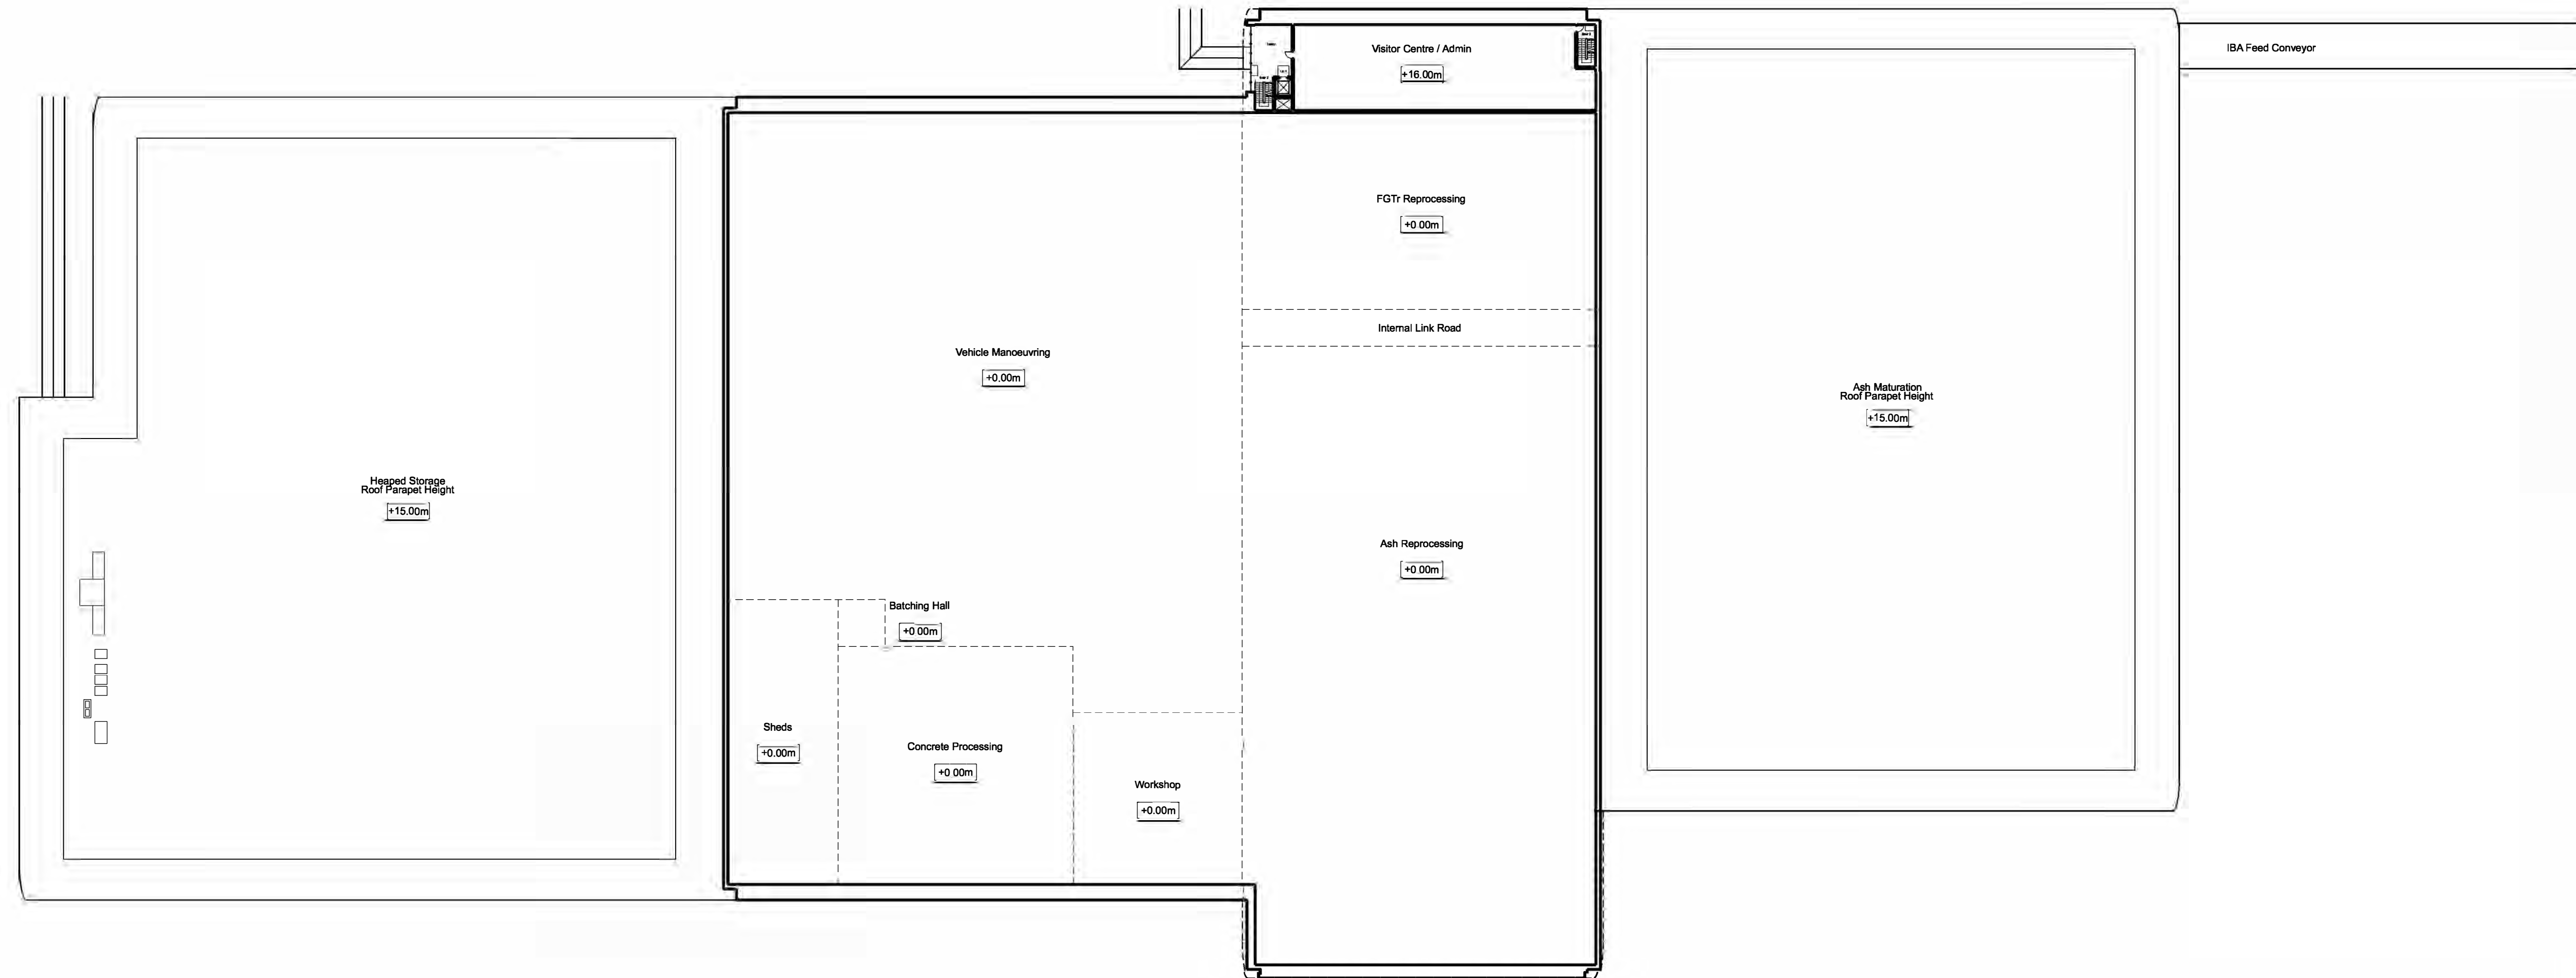 Visitor Centre / Admin
+16.00m
IBA Feed Conveyor
FGTr Reprocessing
+0 00m
Internal Link Road
Vehicle Manoeuvring
+0.00m
Ash Maturation
Roof Parapet Height
+15.00m
Heaped Storage
Roof Parapet Height
+15.00m
Ash Reprocessing
+0 00m
Batching Hall
+0 00m
Sheds
+0.00m
Concrete Processing
+0 00m
Workshop
+0.00m